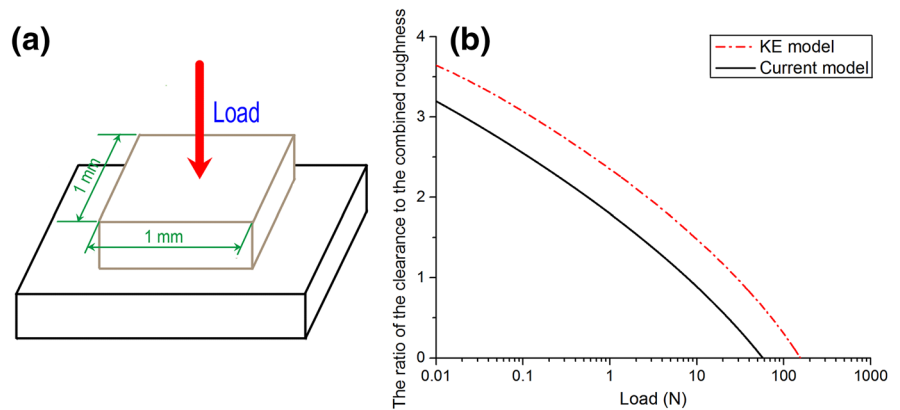 (a)
Load
1 mm
1 mm
(b)
The ratio of the clearance to the combined roughness
4
3
2
1
0
0.01
0.1
1
10
100
1000
Load (N)
KE model
Current model